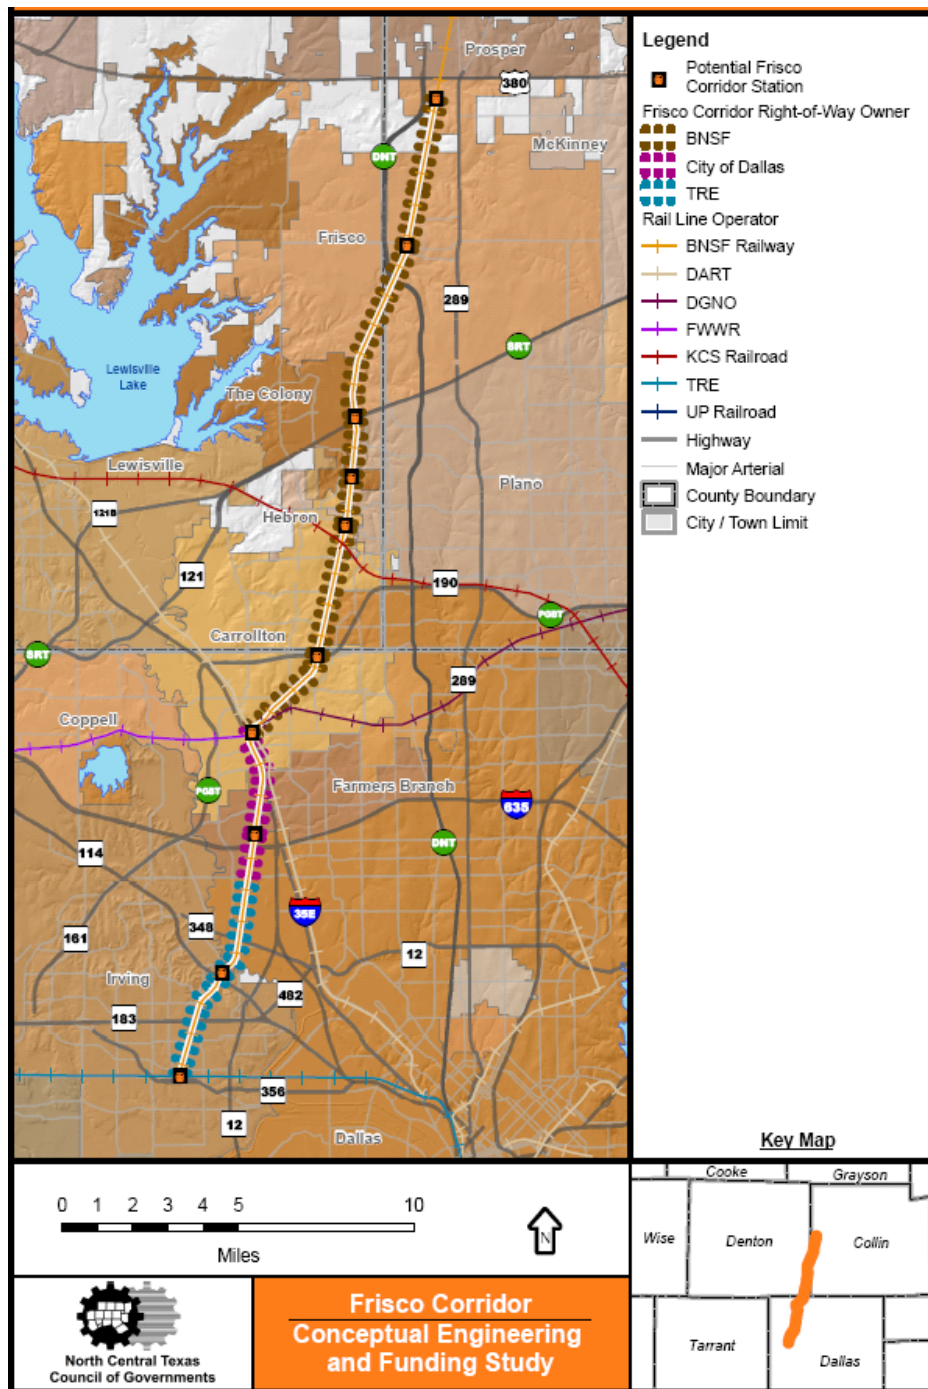 Prosper
380
McKinney
DNT
Frisco
289
SRT
Lewisville
Lake
The Colony
Lewisville
Plano
121B
Hebron
121
190
PGBT
Carrollton
SRT
289
Coppell
Farmers Branch
PGBT
635
DNT
114
35E
348
161
12
Irving
482
183
356
12
Dallas
Legend
Potential Frisco
Corridor Station
Frisco Corridor Right-of-Way Owner
BNSF
City of Dallas
TRE
Rail Line Operator
BNSF Railway
DART
DGNO
FWWR
KCS Railroad
TRE
UP Railroad
Highway
Major Arterial
County Boundary
City / Town Limit
Key Map
Cooke
Grayson
Wise
Denton
Collin
Tarrant
Dallas
0 1 2 3 4 5 10
Miles
N
North Central Texas
Council of Governments
Frisco Corridor
Conceptual Engineering
and Funding Study